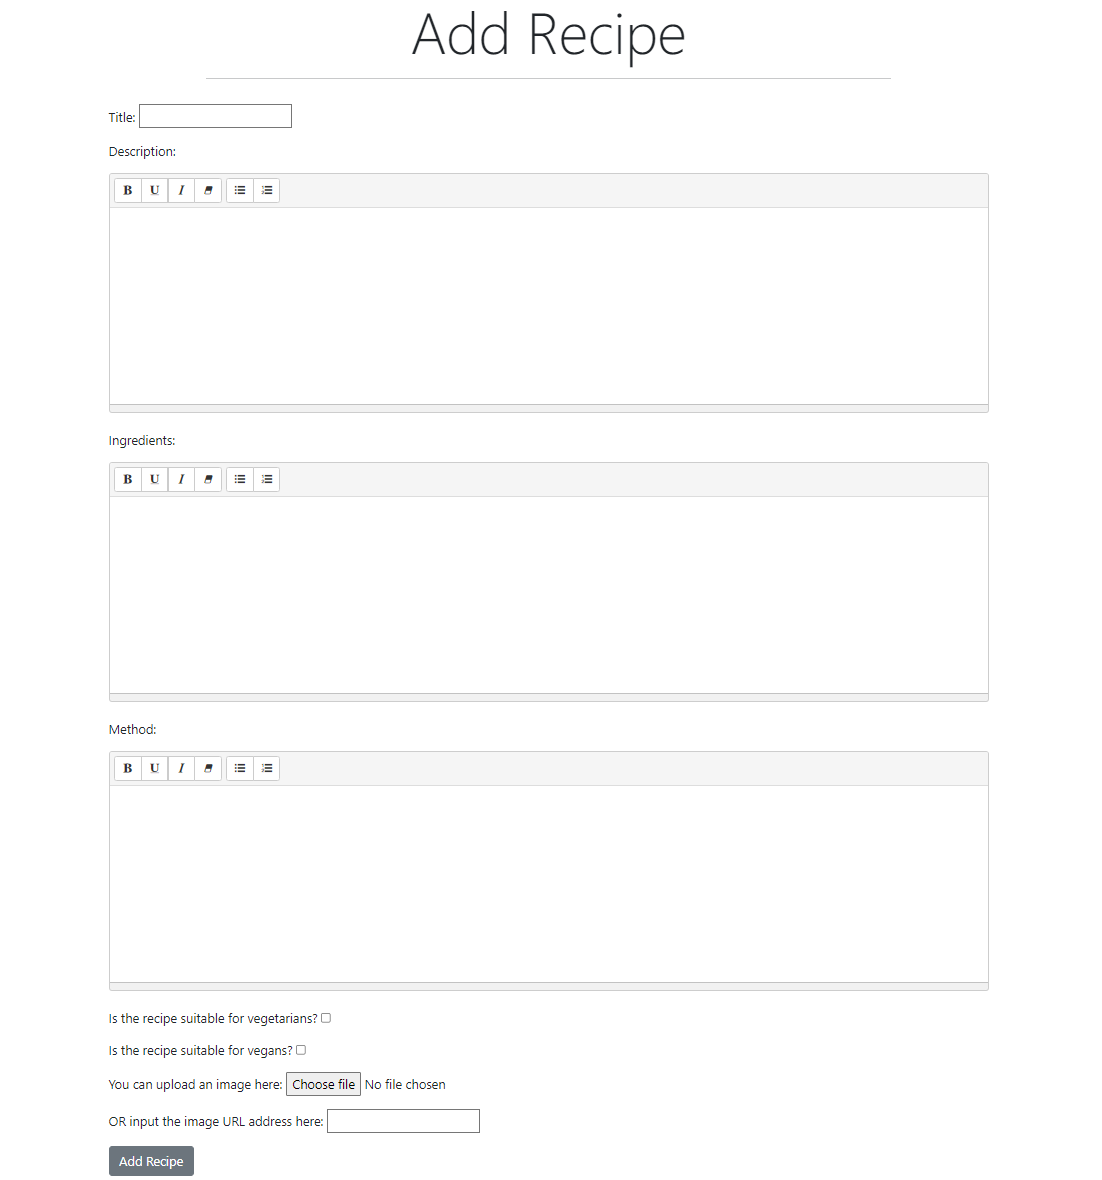 Add Recipe
Title:
Description:
B U I
Ingredients:
B U I
Method:
B U I
Is the recipe suitable for vegetarians?
Is the recipe suitable for vegans?
You can upload an image here: Choose file No file chosen
OR input the image URL address here:
Add Recipe